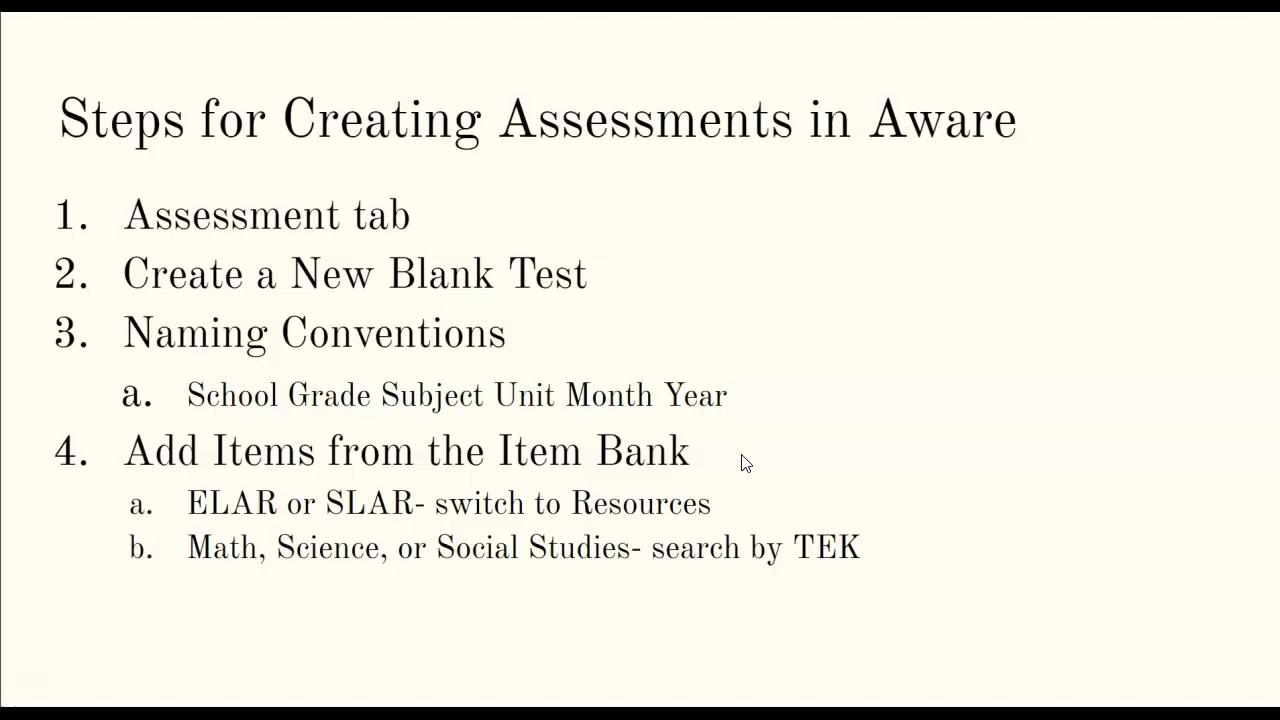 Steps for Creating Assessments in Aware
1. Assessment tab
2. Create a New Blank Test
3. Naming Conventions
a. School Grade Subject Unit Month Year
4. Add Items from the Item Bank
a. ELAR or SLAR- switch to Resources
b. Math, Science, or Social Studies- search by TEK